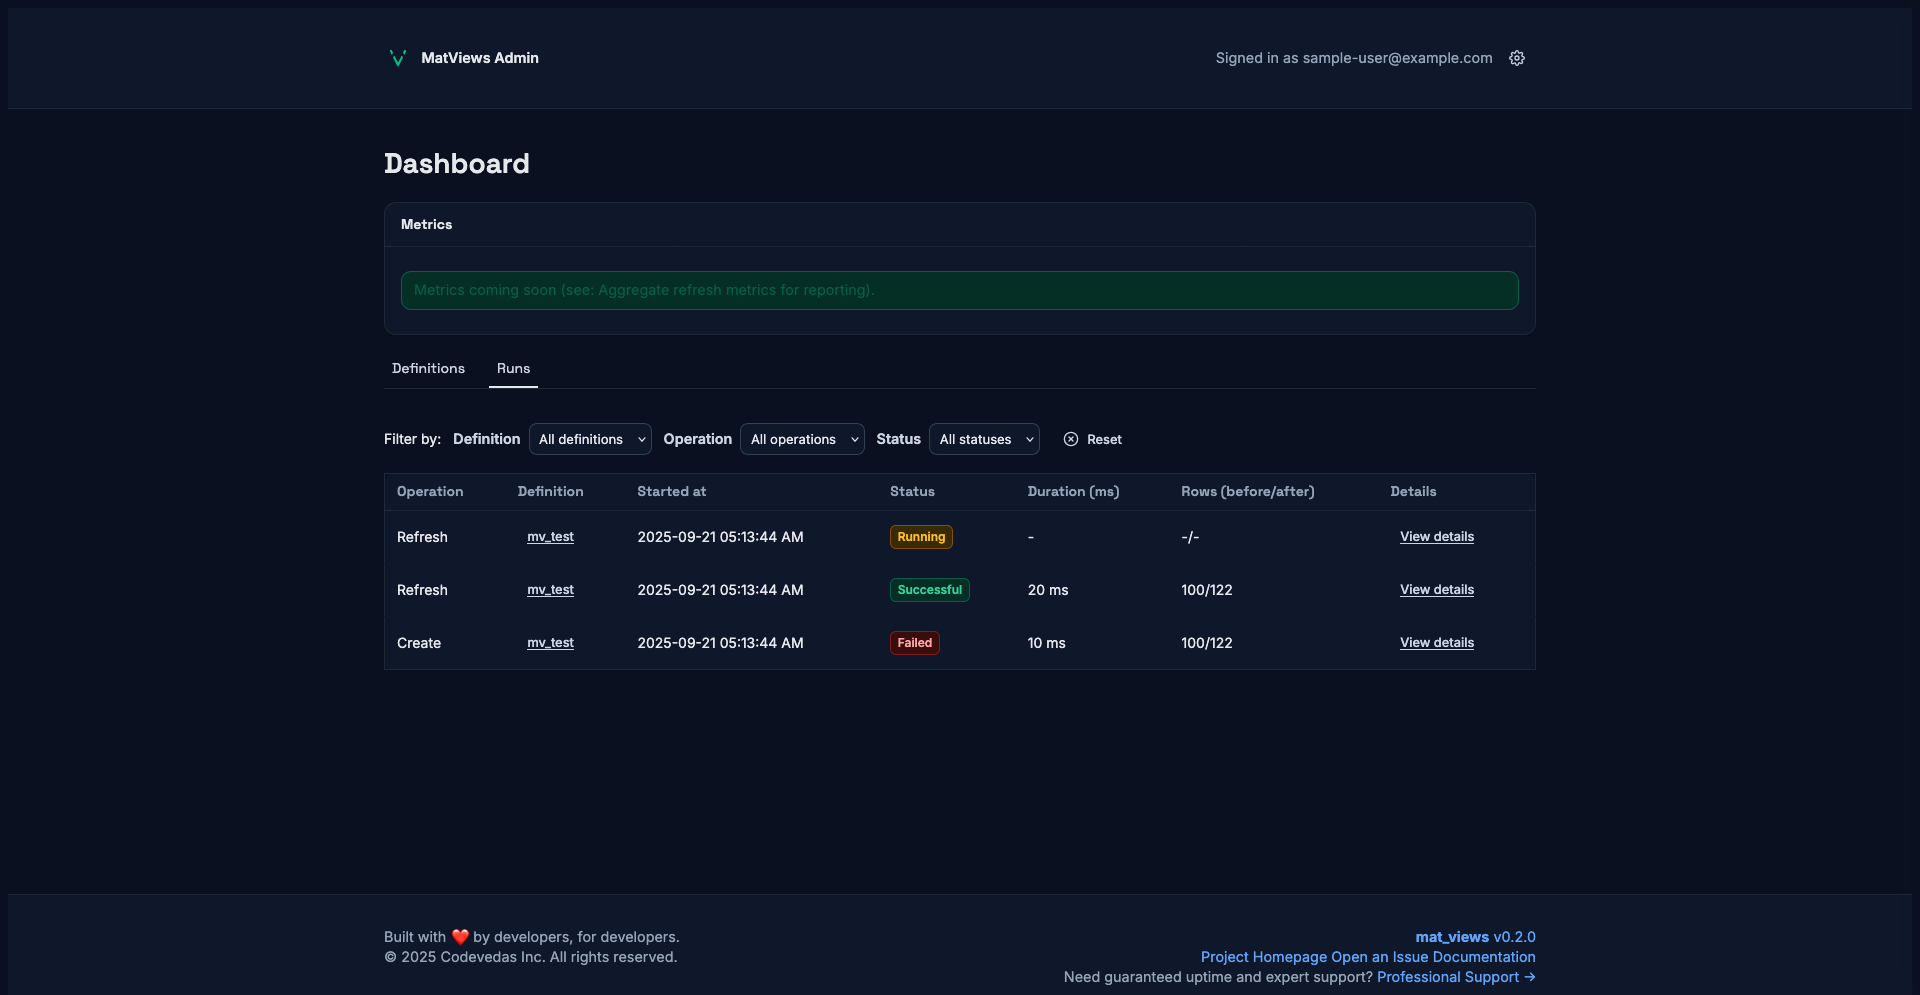 MatViews Admin
Signed in as sample-user@example.com
Dashboard
Metrics
Metrics coming soon (see: Aggregate refresh metrics for reporting).
Definitions Runs
Filter by: Definition All definitions Operation All operations Status All statuses Reset
Operation Definition Started at Status Duration (ms) Rows (before/after) Details
Refresh mv_test 2025-09-21 05:13:44 AM Running - -/- View details
Refresh mv_test 2025-09-21 05:13:44 AM Successful 20 ms 100/122 View details
Create mv_test 2025-09-21 05:13:44 AM Failed 10 ms 100/122 View details
Built with ❤️ by developers, for developers.
© 2025 Codevedas Inc. All rights reserved.
mat_views v0.2.0
Project Homepage Open an Issue Documentation
Need guaranteed uptime and expert support? Professional Support →